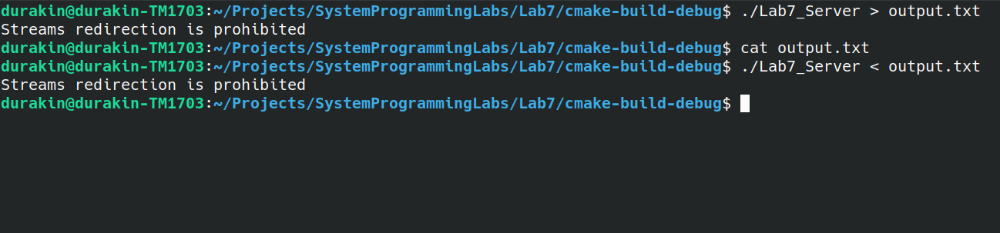 durakin@durakin-TM1703:~/Projects/SystemProgrammingLabs/Lab7/cmake-build-debug$ ./Lab7_Server > output.txt
Streams redirection is prohibited
durakin@durakin-TM1703:~/Projects/SystemProgrammingLabs/Lab7/cmake-build-debug$ cat output.txt
durakin@durakin-TM1703:~/Projects/SystemProgrammingLabs/Lab7/cmake-build-debug$ ./Lab7_Server < output.txt
Streams redirection is prohibited
durakin@durakin-TM1703:~/Projects/SystemProgrammingLabs/Lab7/cmake-build-debug$